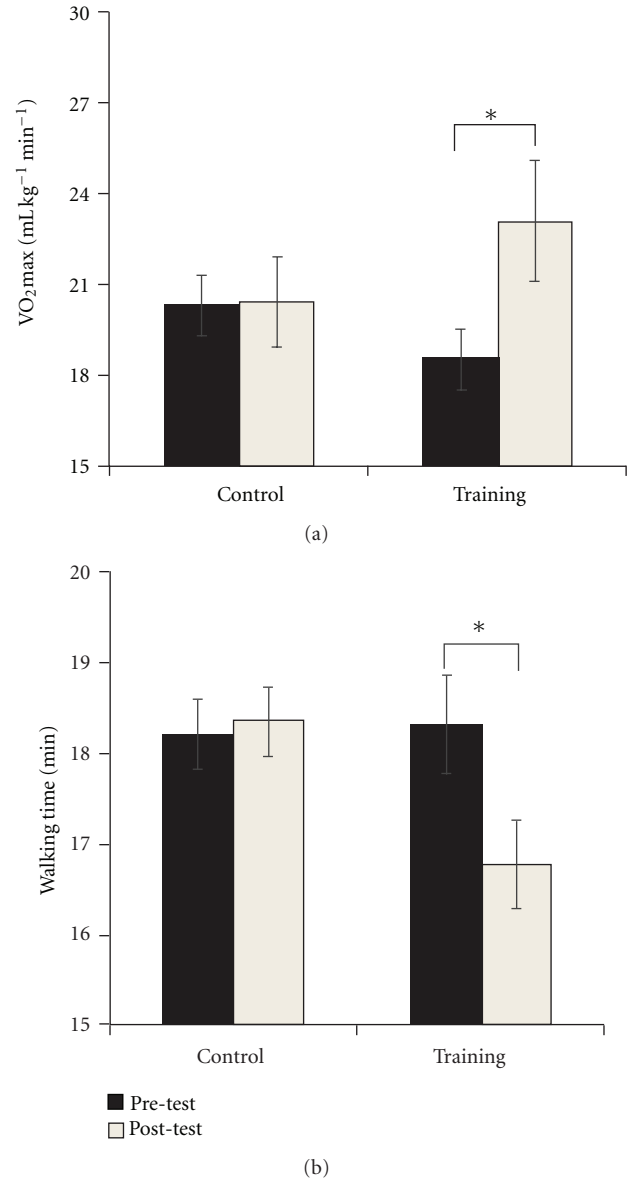 30
27
24
21
18
15
VO₂max (mL kg⁻¹ min⁻¹)
*
Control Training
(a)
20
19
18
17
16
15
Walking time (min)
*
Control Training
Pre-test
Post-test
(b)